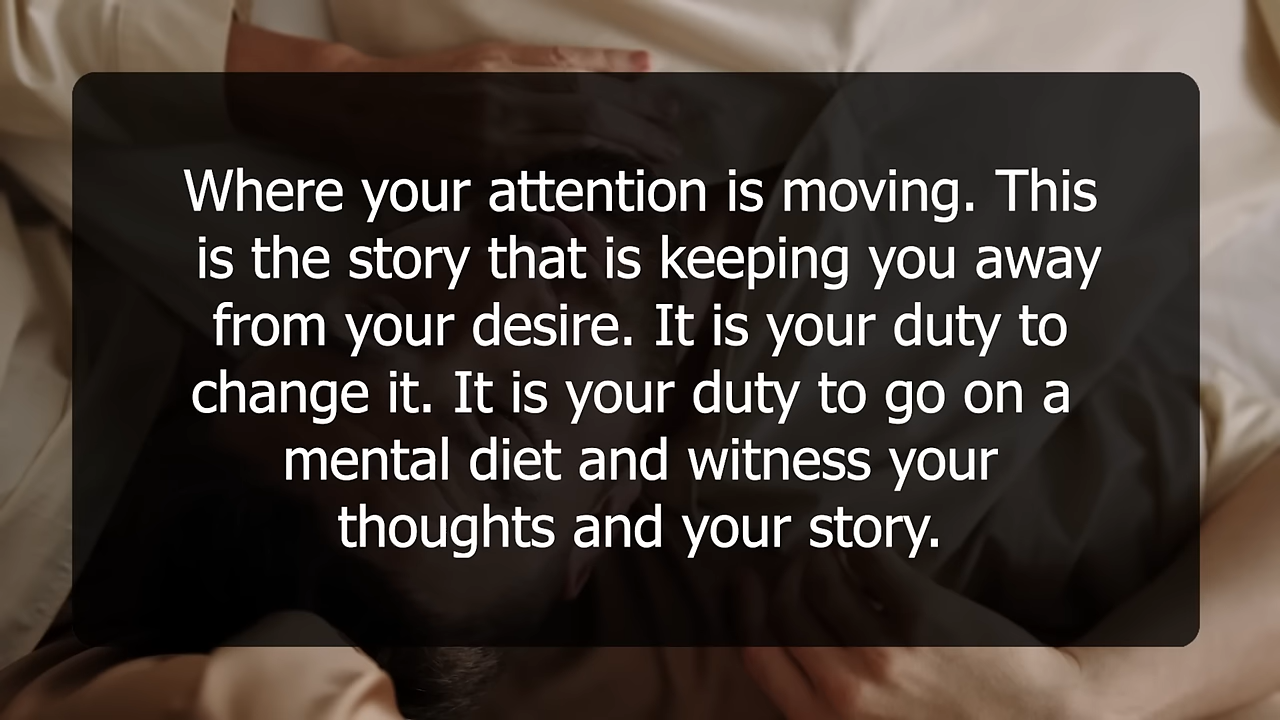 Where your attention is moving. This
is the story that is keeping you away
from your desire. It is your duty to
change it. It is your duty to go on a
mental diet and witness your
thoughts and your story.